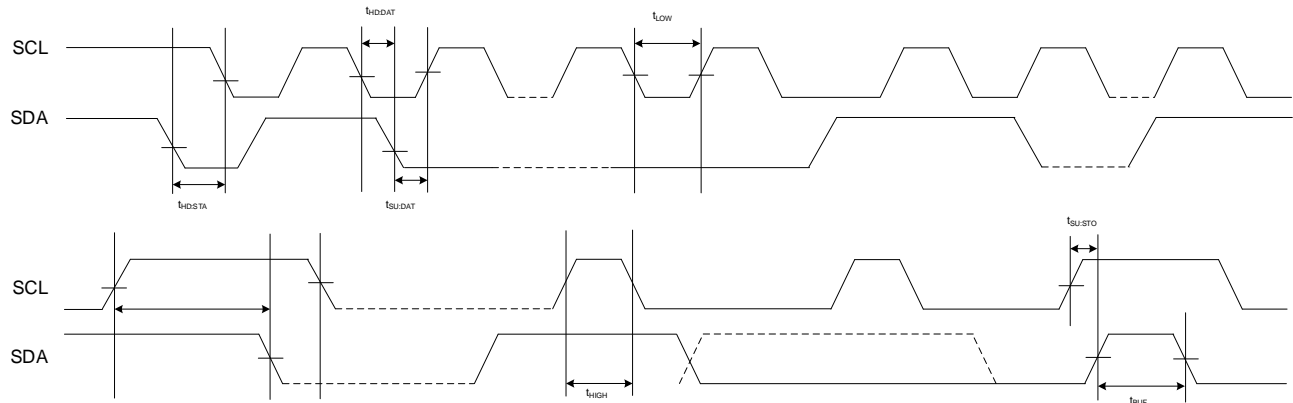 tHD:DAT
tLOW
SCL
SDA
tHD:STA
tSU:DAT
tSU:STO
SCL
SDA
tHIGH
tBUF